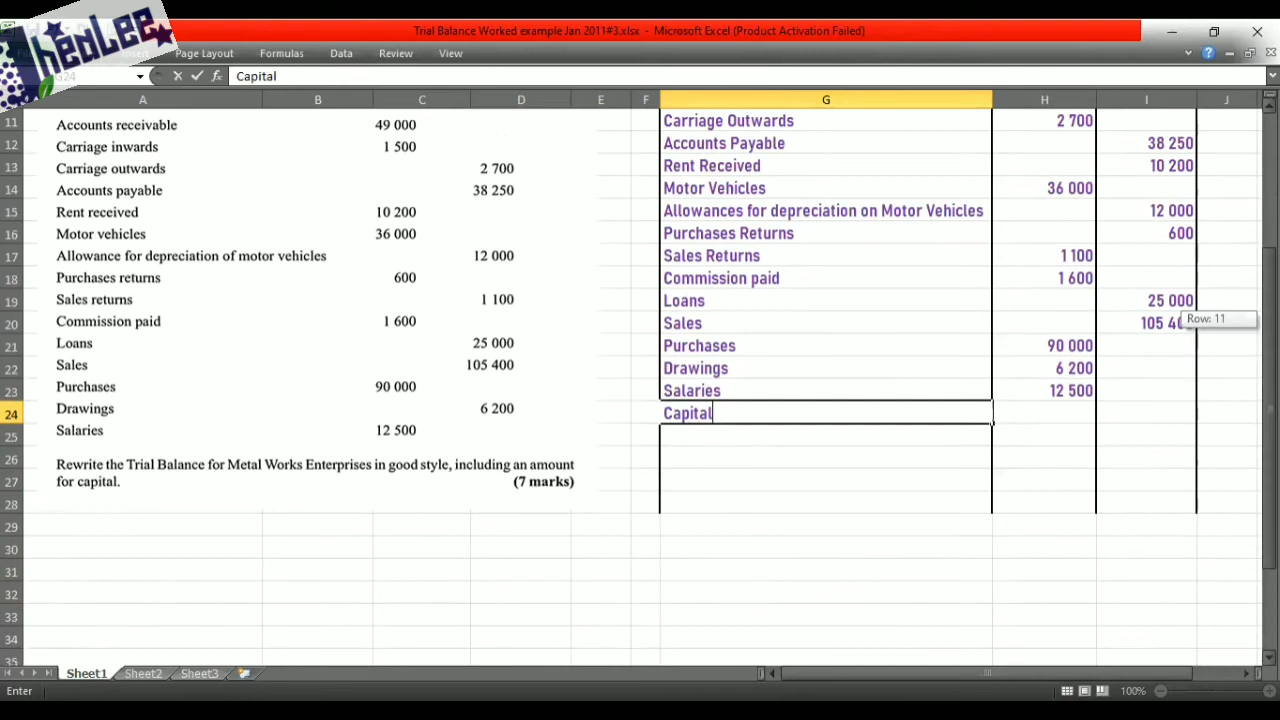 ThedLee
Trial Balance Worked example Jan 2011#3.xlsx - Microsoft Excel (Product Activation Failed)
Insert Page Layout Formulas Data Review View
G24 Capital
A B C D E F G H I J
11 Accounts receivable 49 000 Carriage Outwards 2 700
12 Carriage inwards 1 500 Accounts Payable 38 250
13 Carriage outwards 2 700 Rent Received 10 200
14 Accounts payable 38 250 Motor Vehicles 36 000
15 Rent received 10 200 Allowances for depreciation on Motor Vehicles 12 000
16 Motor vehicles 36 000 Purchases Returns 600
17 Allowance for depreciation of motor vehicles 12 000 Sales Returns 1 100
18 Purchases returns 600 Commission paid 1 600
19 Sales returns 1 100 Loans 25 000
20 Commission paid 1 600 Sales 105 40
Row: 11
21 Loans 25 000 Purchases 90 000
22 Sales 105 400 Drawings 6 200
23 Purchases 90 000 Salaries 12 500
24 Drawings 6 200 Capital
25 Salaries 12 500
26 Rewrite the Trial Balance for Metal Works Enterprises in good style, including an amount
27 for capital. (7 marks)
28
29
30
31
32
33
34
35
Sheet1 Sheet2 Sheet3
Enter 100%